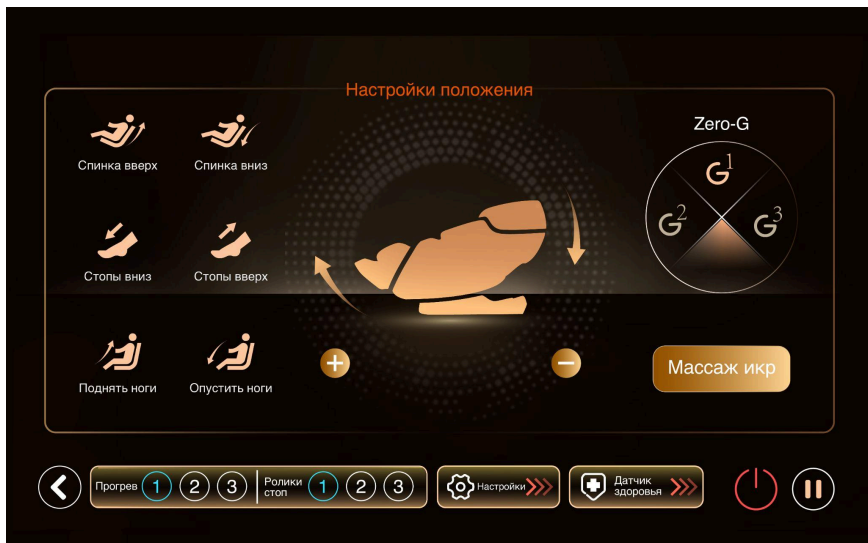 Настройки положения
Спинка вверх
Спинка вниз
Стопы вниз
Стопы вверх
Поднять ноги
Опустить ноги
Zero-G
G1
G2
G3
Массаж икр
Прогрев 1 2 3
Ролики
стоп
1 2 3
Настройки
Датчик
здоровья